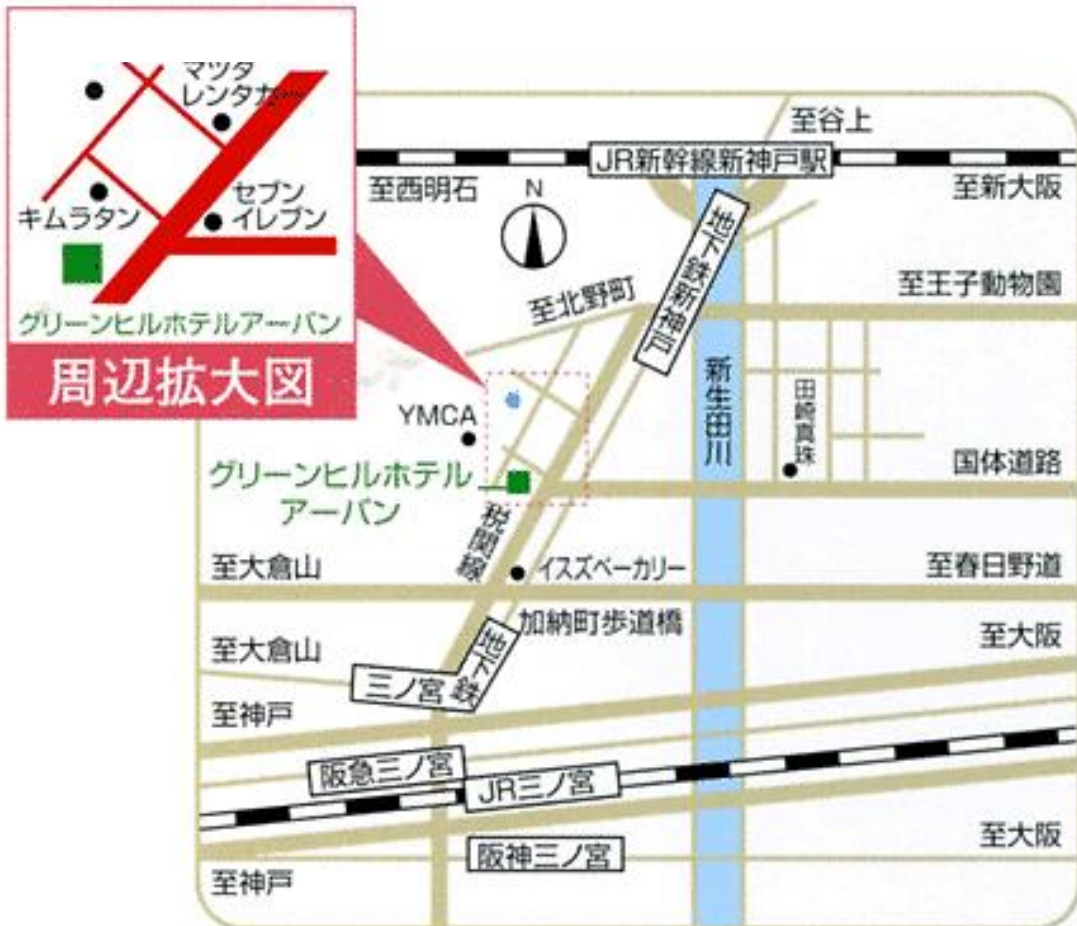 マツダ
レンタカー
セブン
イレブン
キムラタン
グリーンヒルホテルアーバン
周辺拡大図
至谷上
JR新幹線新神戸駅
至西明石
N
至新大阪
地下鉄新神戸
至王子動物園
至北野町
新生田川
田崎真珠
YMCA
国体道路
グリーンヒルホテル
アーバン
税関線
至大倉山
イスズベーカリー
至春日野道
加納町歩道橋
至大倉山
地下鉄
三ノ宮
至大阪
至神戸
阪急三ノ宮
JR三ノ宮
阪神三ノ宮
至大阪
至神戸